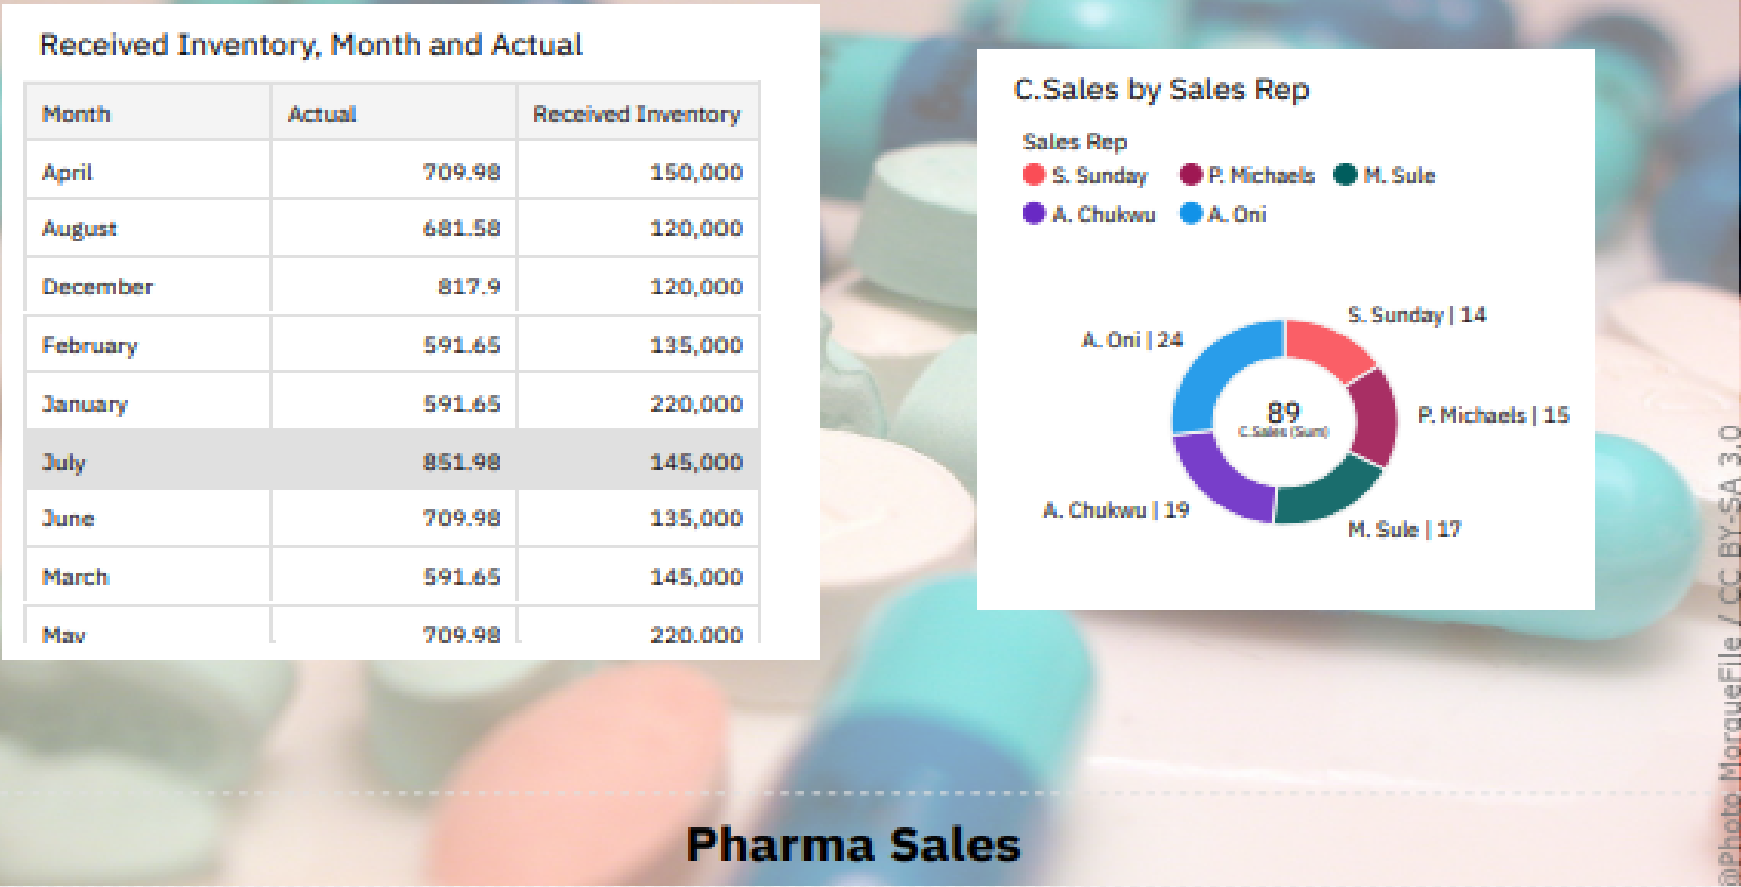 Received Inventory, Month and Actual
Month Actual Received Inventory
April 709.98 150,000
August 681.58 120,000
December 817.9 120,000
February 591.65 135,000
January 591.65 220,000
July 851.98 145,000
June 709.98 135,000
March 591.65 145,000
May 709.98 220,000
C.Sales by Sales Rep
Sales Rep
S. Sunday P. Michaels M. Sule
A. Chukwu A. Oni
S. Sunday | 14
A. Oni | 24
89
C.Sales (Sum)
P. Michaels | 15
A. Chukwu | 19
M. Sule | 17
Pharma Sales
@Photo MorgueFile / CC BY-SA 3.0